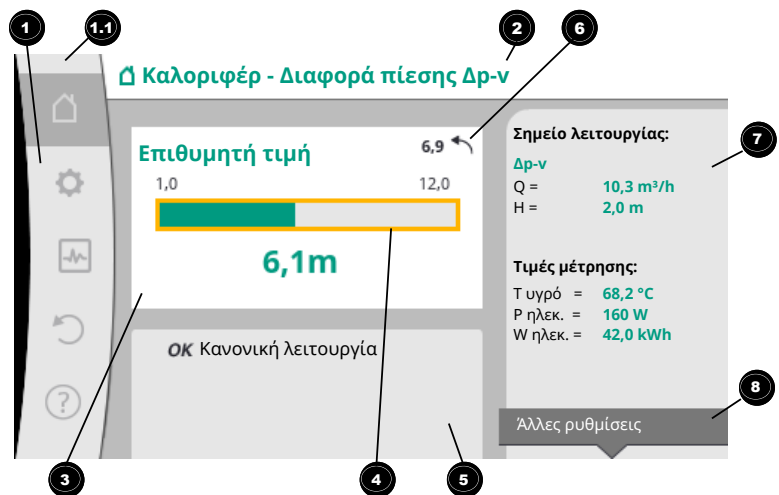 1
1.1
2
6
Καλοριφέρ - Διαφορά πίεσης Δp-v
Επιθυμητή τιμή
6,9
1,0
12,0
6,1m
OK Κανονική λειτουργία
Σημείο λειτουργίας:
7
Δp-v
Q = 10,3 m³/h
H = 2,0 m
Τιμές μέτρησης:
T υγρό = 68,2 °C
P ηλεκ. = 160 W
W ηλεκ. = 42,0 kWh
8
Άλλες ρυθμίσεις
?
3
4
5